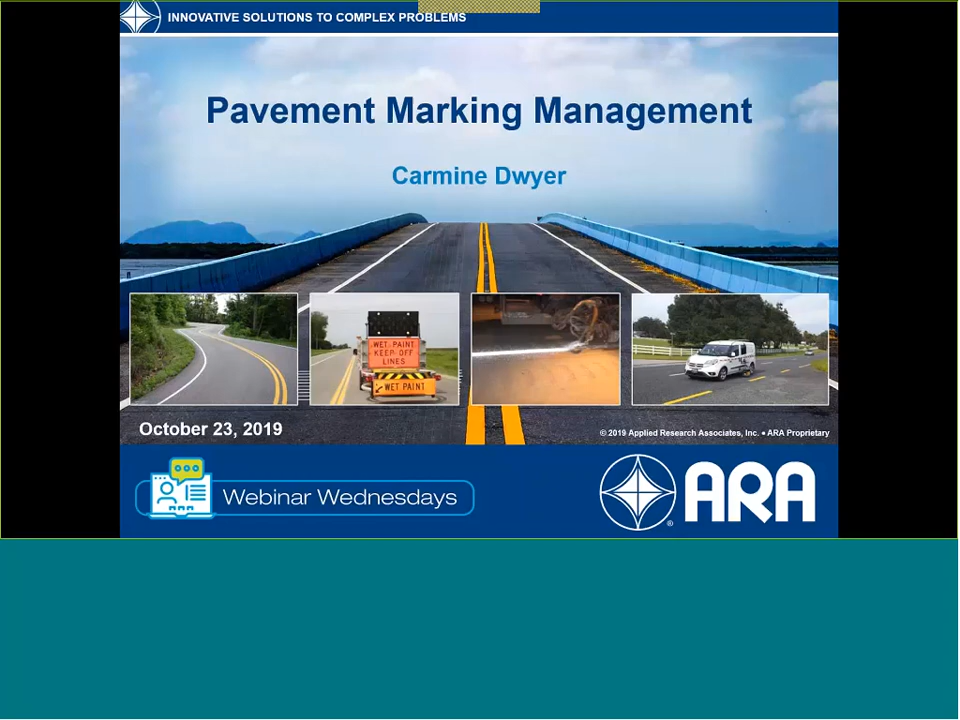 INNOVATIVE SOLUTIONS TO COMPLEX PROBLEMS
Pavement Marking Management
Carmine Dwyer
WET PAINT
KEEP OFF
LINES
WET PAINT
October 23, 2019
© 2019 Applied Research Associates, Inc. • ARA Proprietary
Webinar Wednesdays
® ARA